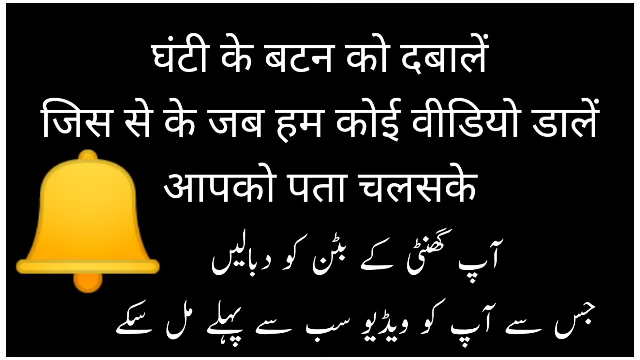 घंटी के बटन को दबालें
जिस से के जब हम कोई वीडियो डालें
आपको पता चलसके
آپ گھنٹی کے بٹن کو دبالیں
جس سے آپ کو ویڈیو سب سے پہلے مل سکے